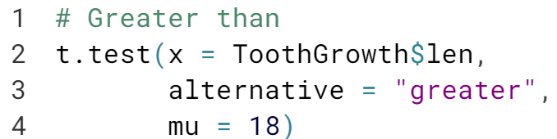 1 # Greater than
2 t.test(x = ToothGrowth$len,
3        alternative = "greater",
4        mu = 18)